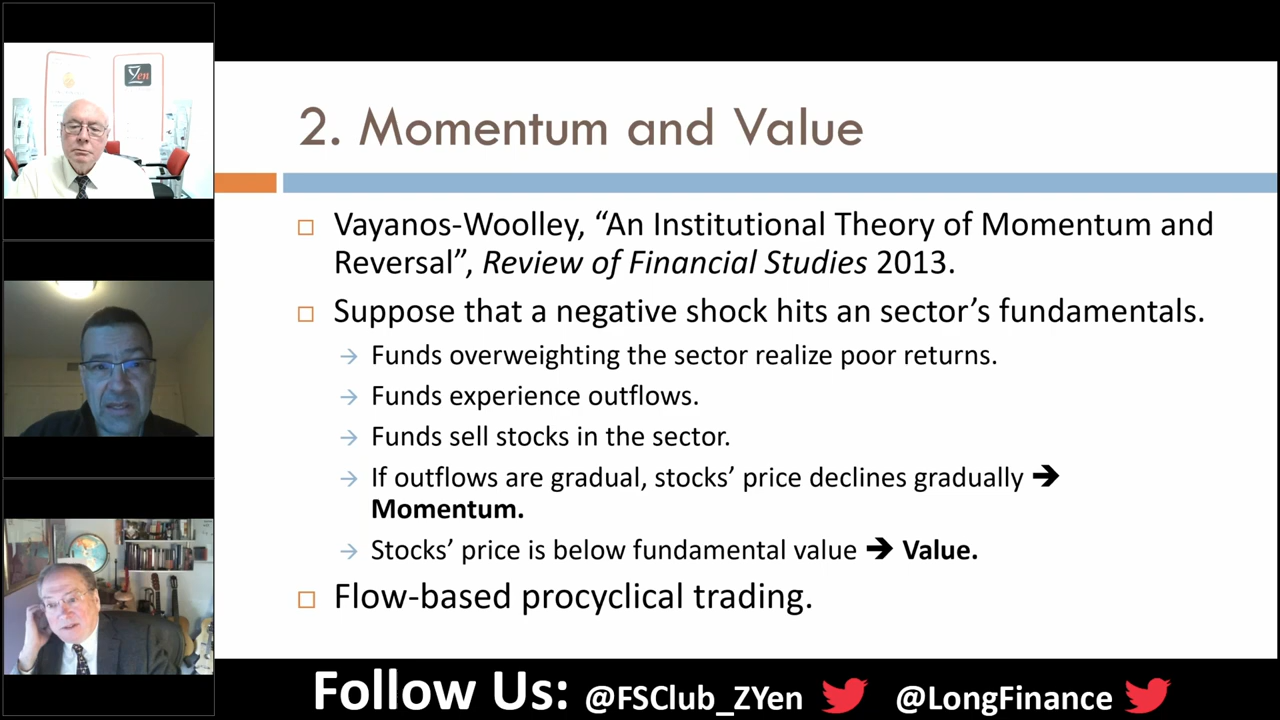 Yen
2. Momentum and Value
Vayanos-Woolley, “An Institutional Theory of Momentum and
Reversal”, Review of Financial Studies 2013.
Suppose that a negative shock hits an sector’s fundamentals.
→ Funds overweighting the sector realize poor returns.
→ Funds experience outflows.
→ Funds sell stocks in the sector.
→ If outflows are gradual, stocks’ price declines gradually ➔
Momentum.
→ Stocks’ price is below fundamental value ➔ Value.
Flow-based procyclical trading.
Follow Us: @FSClub_ZYen @LongFinance